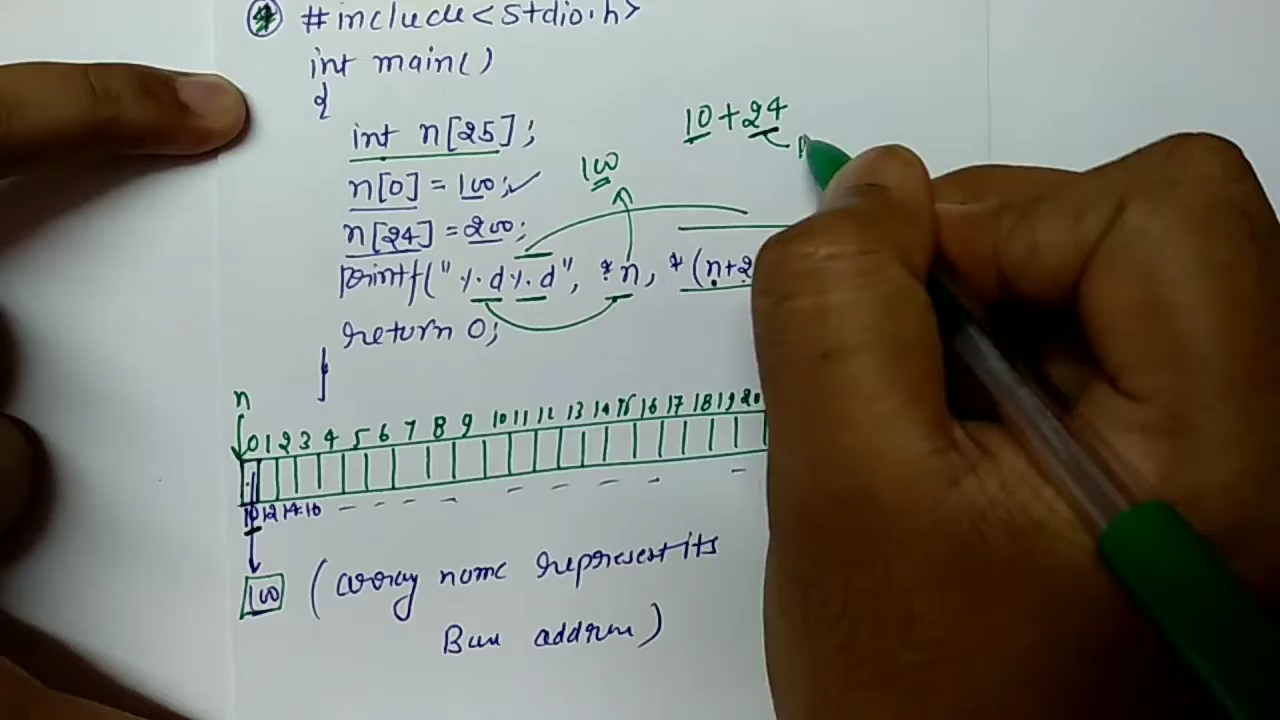 #include<stdio.h>
int main()
{
int n[25];
10+24
n[0] = 100;
100
n[24] = 200;
printf("%d%d", *n, *(n+2
return 0;
}
n
0 1 2 3 4 5 6 7 8 9 10 11 12 13 14 15 16 17 18 19 20
10 12 14 16
100 (array name represent its
Base address)